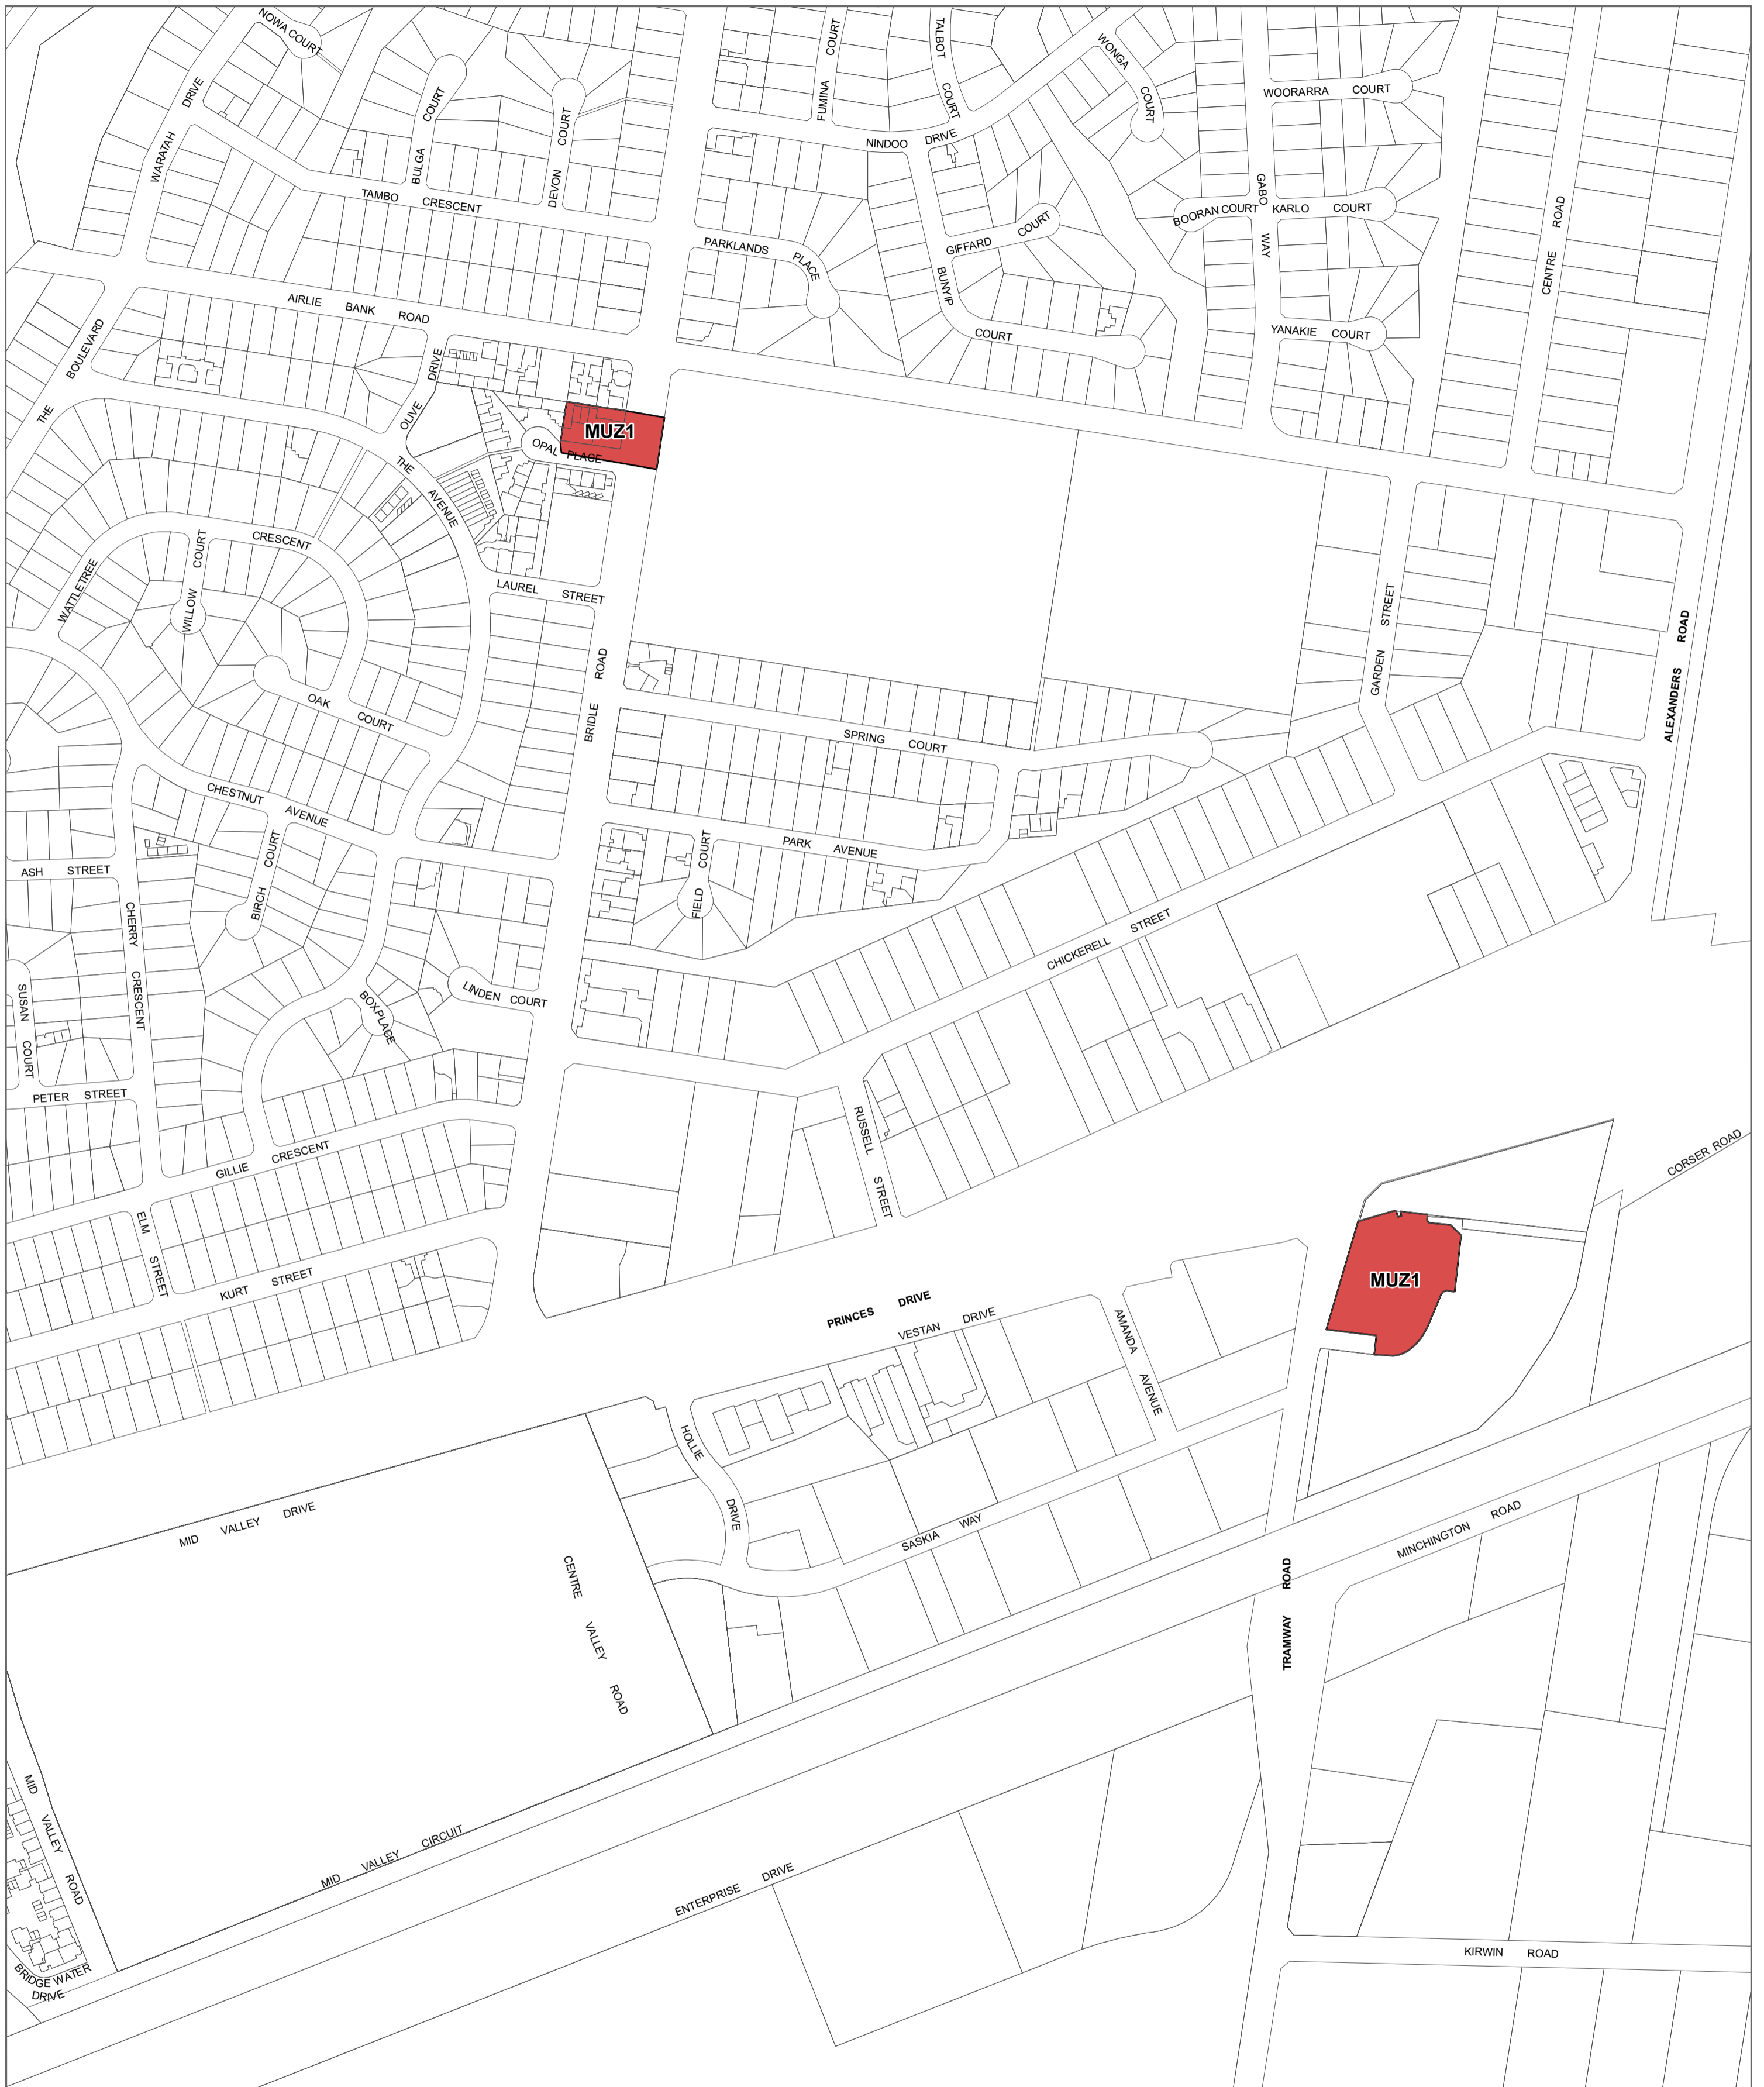 NOWA COURT
DRIVE
WARATAH
BULGA
COURT
DEVON
COURT
TAMBO CRESCENT
FUMINA
COURT
TALBOT
COURT
NINDOO
DRIVE
WONGA
COURT
WOORARRA COURT
GABO
WAY
BOORAN COURT
KARLO COURT
CENTRE ROAD
PARKLANDS
PLACE
GIFFARD COURT
BUNYIP
COURT
YANAKIE COURT
AIRLIE BANK ROAD
THE
BOULEVARD
OLIVE
DRIVE
MUZ1
OPAL PLACE
THE
AVENUE
WATTLETREE
CRESCENT
WILLOW
COURT
LAUREL STREET
OAK COURT
BRIDLE ROAD
GARDEN STREET
ALEXANDERS ROAD
SPRING COURT
CHESTNUT AVENUE
BIRCH
COURT
FIELD
COURT
PARK AVENUE
ASH STREET
CHERRY
CRESCENT
CHICKERELL STREET
SUSAN
COURT
LINDEN COURT
BOXPLACE
PETER STREET
RUSSELL
STREET
GILLIE CRESCENT
ELM
STREET
KURT STREET
CORSER ROAD
MUZ1
PRINCES DRIVE
VESTAN DRIVE
AMANDA
AVENUE
HOLLIE
DRIVE
MID VALLEY DRIVE
SASKIA WAY
CENTRE
VALLEY
ROAD
MINCHINGTON ROAD
TRAMWAY ROAD
MID
VALLEY
ROAD
MID VALLEY CIRCUIT
ENTERPRISE DRIVE
KIRWIN ROAD
BRIDGE WATER
DRIVE